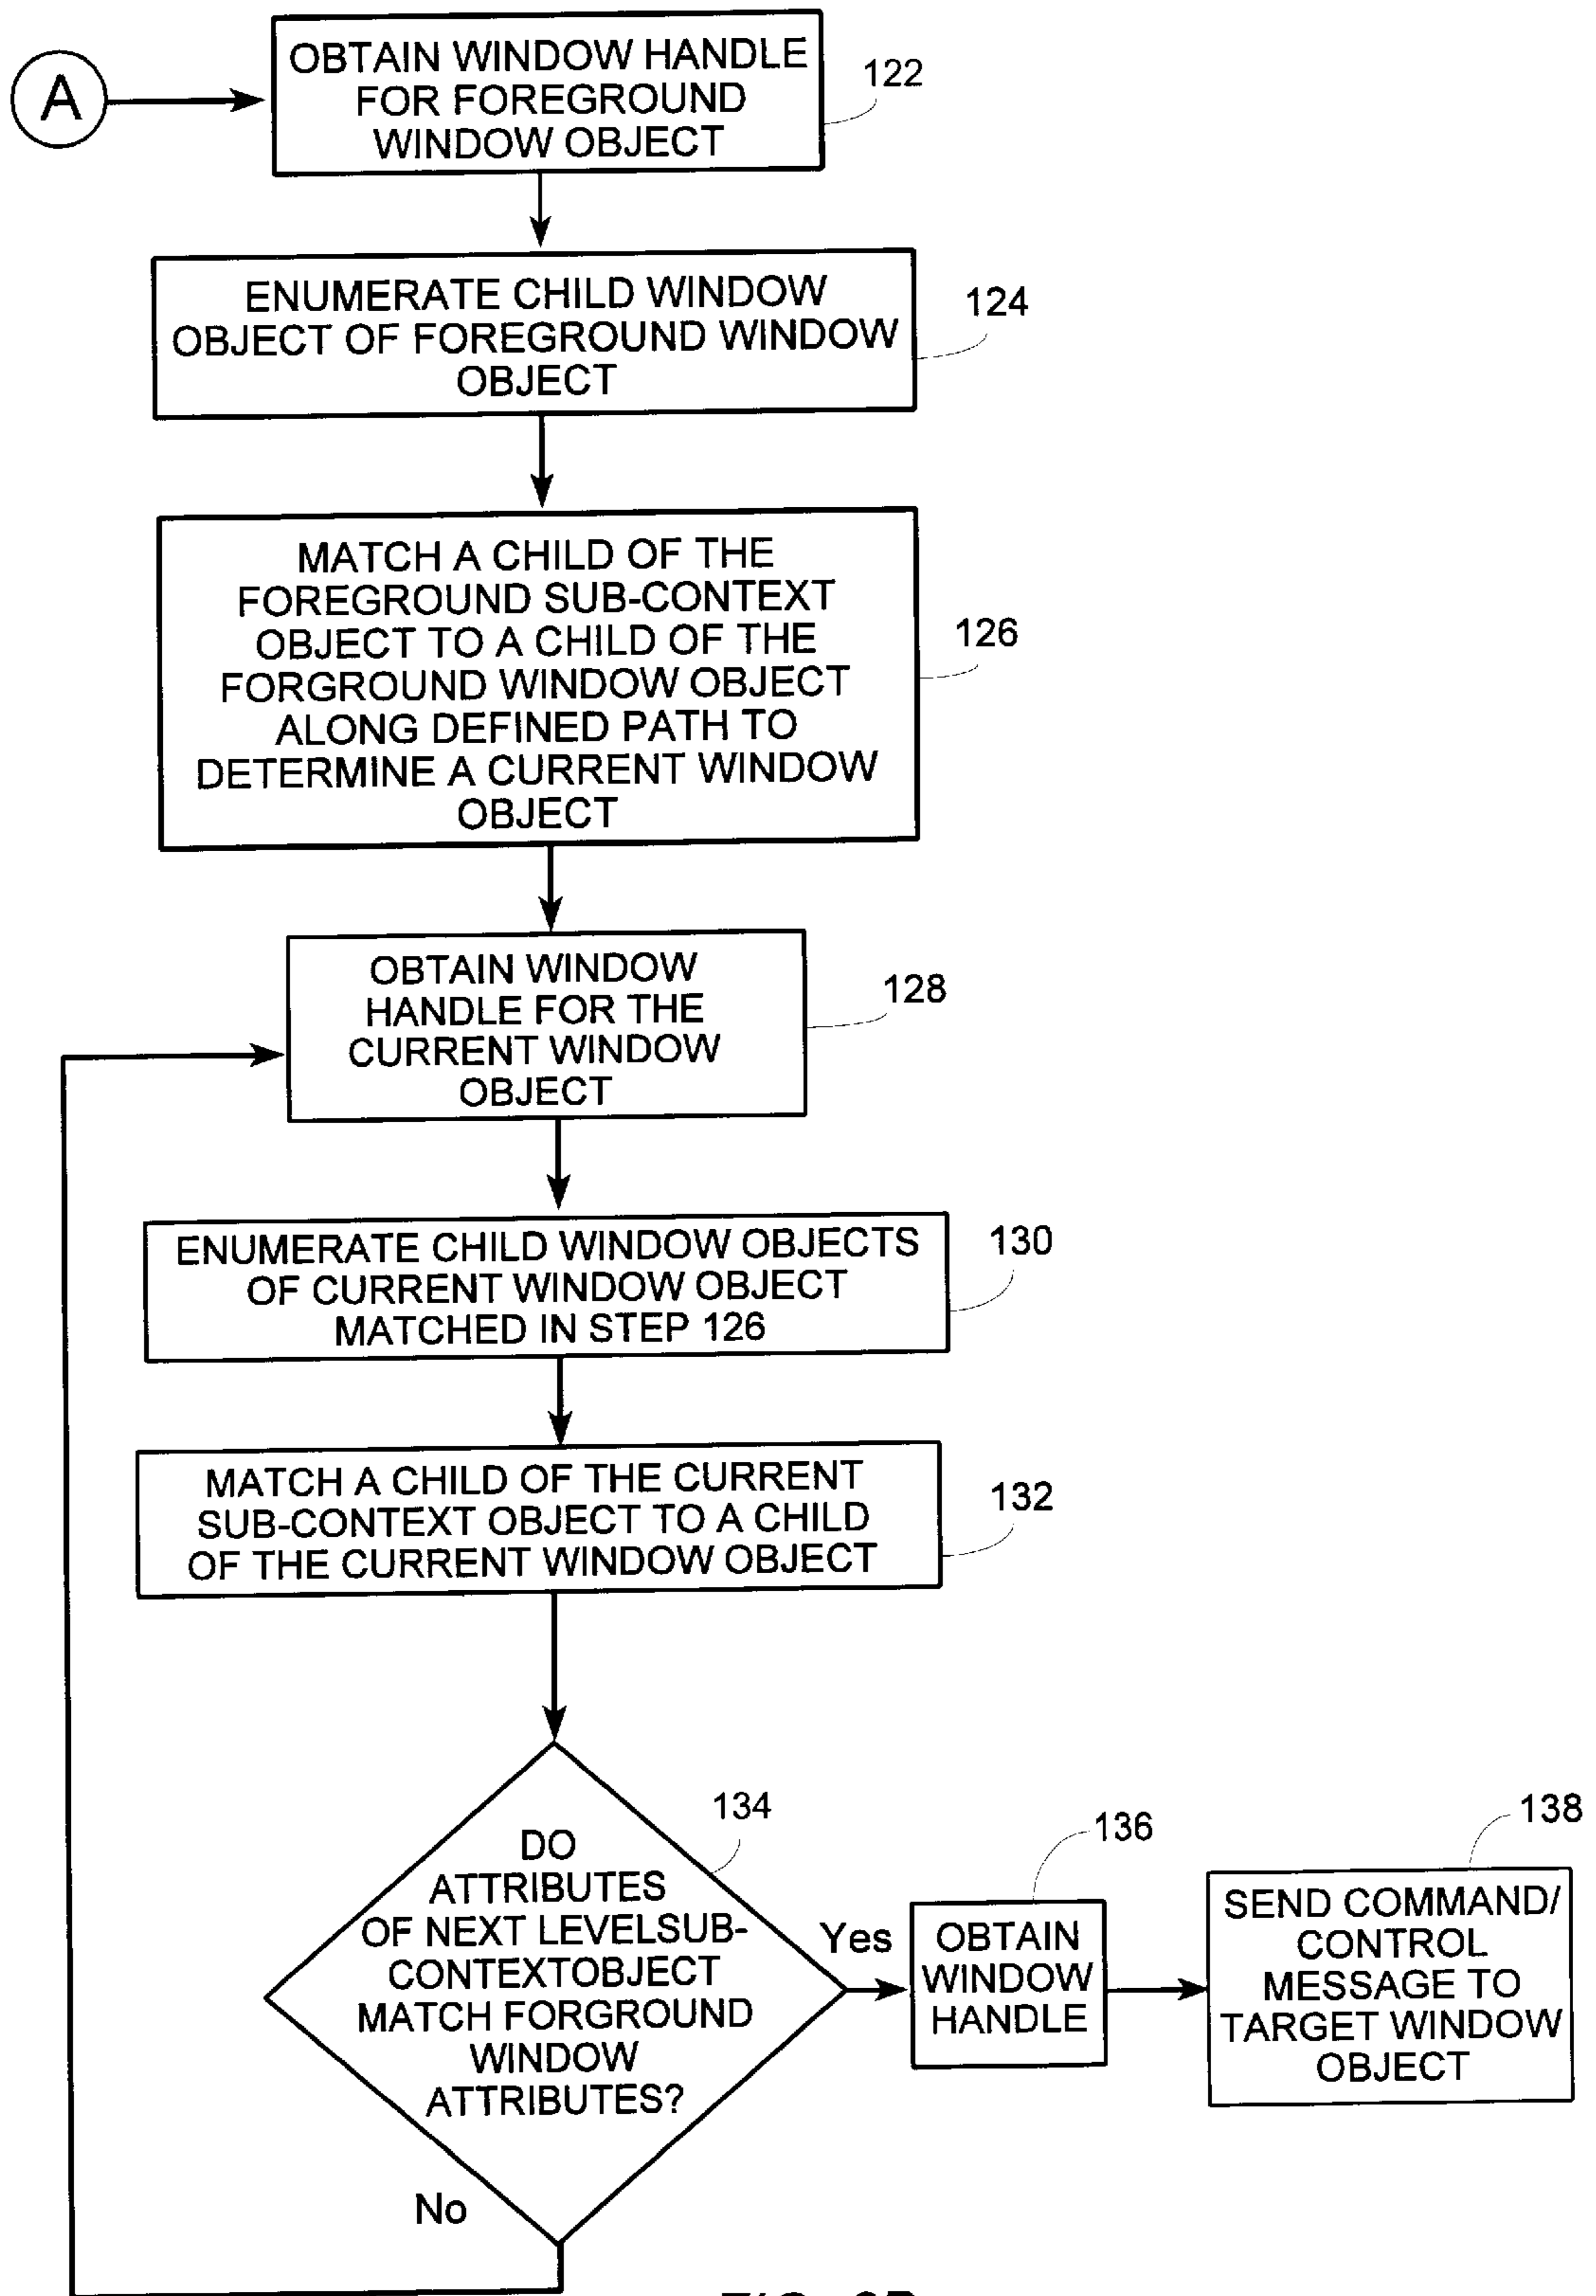 A
OBTAIN WINDOW HANDLE
FOR FOREGROUND
WINDOW OBJECT
122
ENUMERATE CHILD WINDOW
OBJECT OF FOREGROUND WINDOW
OBJECT
124
MATCH A CHILD OF THE
FOREGROUND SUB-CONTEXT
OBJECT TO A CHILD OF THE
FORGROUND WINDOW OBJECT
ALONG DEFINED PATH TO
DETERMINE A CURRENT WINDOW
OBJECT
126
OBTAIN WINDOW
HANDLE FOR THE
CURRENT WINDOW
OBJECT
128
ENUMERATE CHILD WINDOW OBJECTS
OF CURRENT WINDOW OBJECT
MATCHED IN STEP 126
130
MATCH A CHILD OF THE CURRENT
SUB-CONTEXT OBJECT TO A CHILD
OF THE CURRENT WINDOW OBJECT
132
DO
ATTRIBUTES
OF NEXT LEVELSUB-
CONTEXTOBJECT
MATCH FORGROUND
WINDOW
ATTRIBUTES?
134
Yes
No
OBTAIN
WINDOW
HANDLE
136
SEND COMMAND/
CONTROL
MESSAGE TO
TARGET WINDOW
OBJECT
138